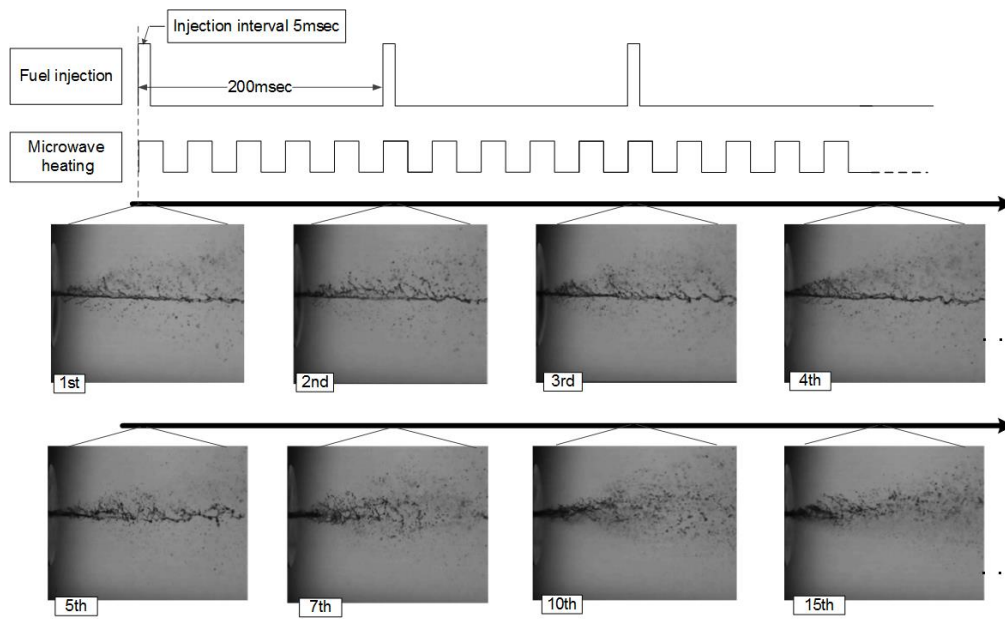 Injection interval 5msec
Fuel injection
200msec
Microwave
heating
1st
2nd
3rd
4th
5th
7th
10th
15th